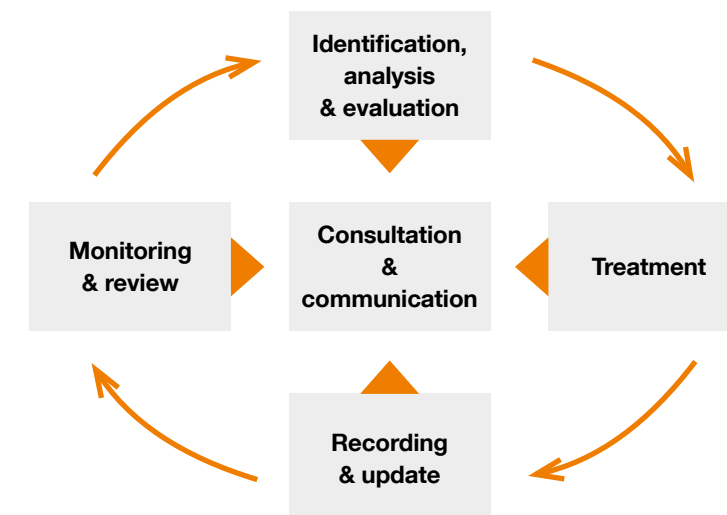 Identification,
analysis
& evaluation
Monitoring
& review
Consultation
&
communication
Treatment
Recording
& update